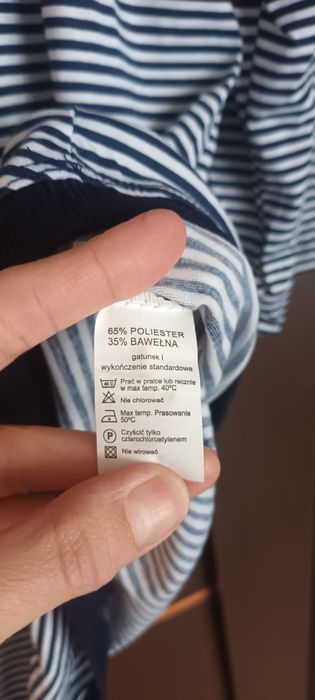 65% POLIESTER
35% BAWEŁNA
gatunek I
wykończenie standardowe
40°C Prać w pralce lub ręcznie
w max temp. 40°C
Nie chlorować
Max temp. Prasowania
50°C
P Czyścić tylko
czterochloroetylenem
Nie wirować